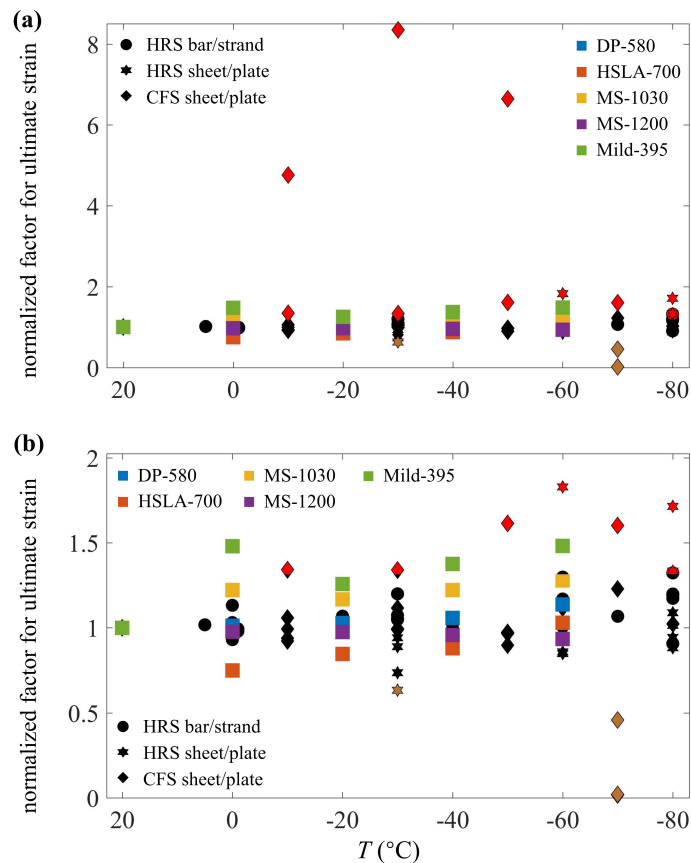 (a)
normalized factor for ultimate strain
8
6
4
2
0
HRS bar/strand
HRS sheet/plate
CFS sheet/plate
DP-580
HSLA-700
MS-1030
MS-1200
Mild-395
20 0 -20 -40 -60 -80
(b)
normalized factor for ultimate strain
2
1.5
1
0.5
0
DP-580 MS-1030 Mild-395
HSLA-700 MS-1200
HRS bar/strand
HRS sheet/plate
CFS sheet/plate
20 0 -20 -40 -60 -80
T (°C)